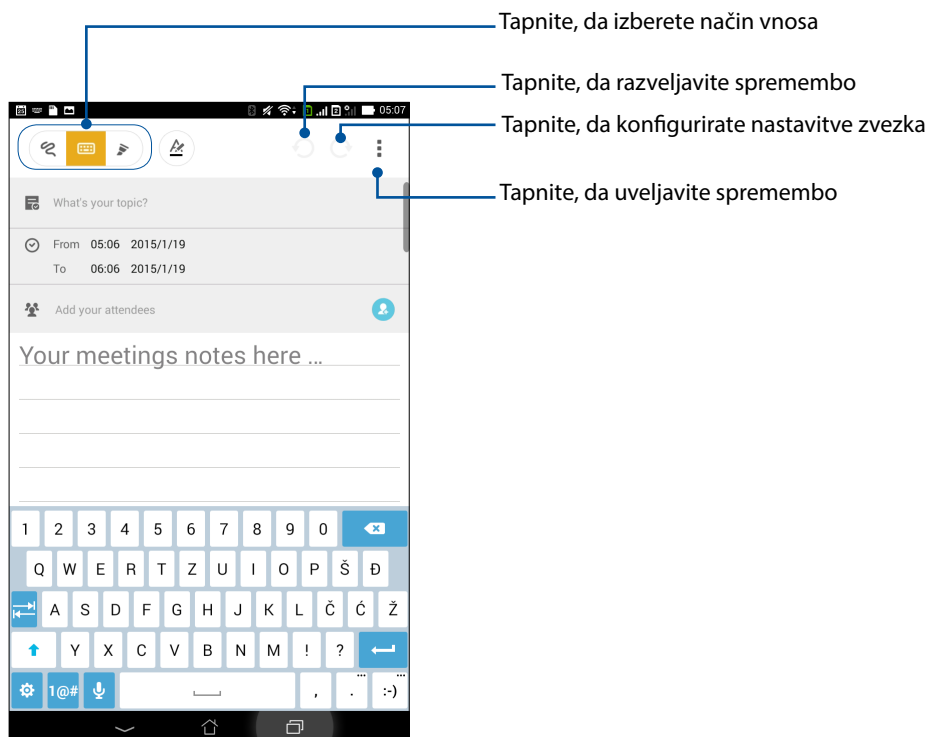 Tapnite, da izberete način vnosa
Tapnite, da razveljavite spremembo
Tapnite, da konfigurirate nastavitve zvezka
Tapnite, da uveljavite spremembo
05:07
What's your topic?
From 05:06 2015/1/19
To 06:06 2015/1/19
Add your attendees
Your meetings notes here ...
1 2 3 4 5 6 7 8 9 0
Q W E R T Z U I O P Š Đ
A S D F G H J K L Č Ć Ž
Y X C V B N M ! ?
1@# , . :-)